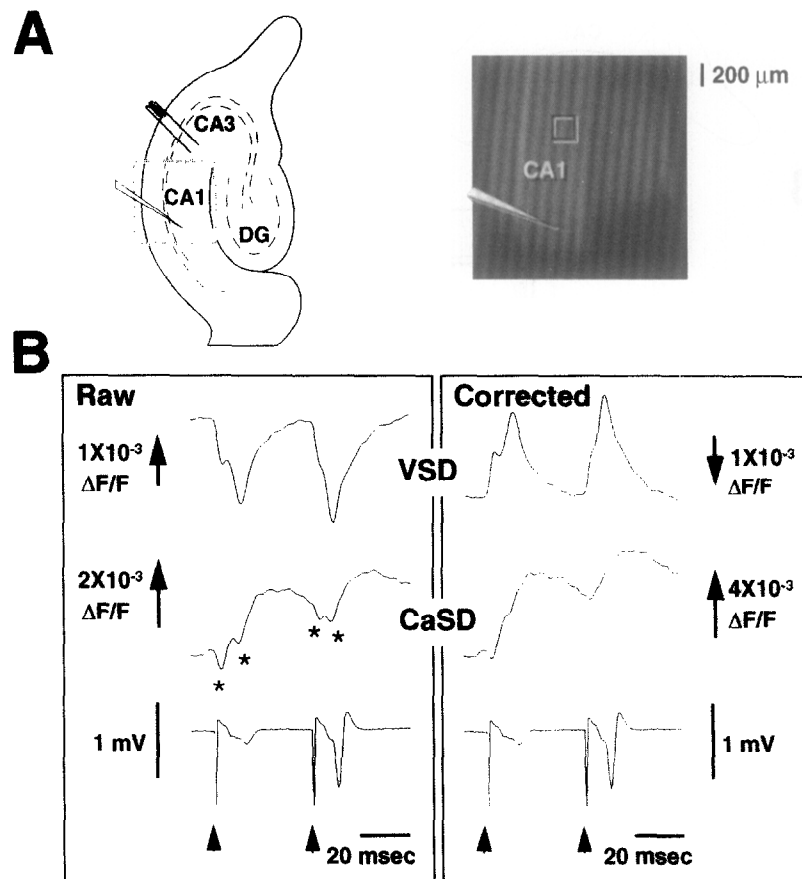 A
CA3
CA1
DG
200 μm
CA1
B
Raw
Corrected
1X10⁻³
ΔF/F
VSD
1X10⁻³
ΔF/F
2X10⁻³
ΔF/F
CaSD
4X10⁻³
ΔF/F
* * * *
1 mV
1 mV
20 msec
20 msec